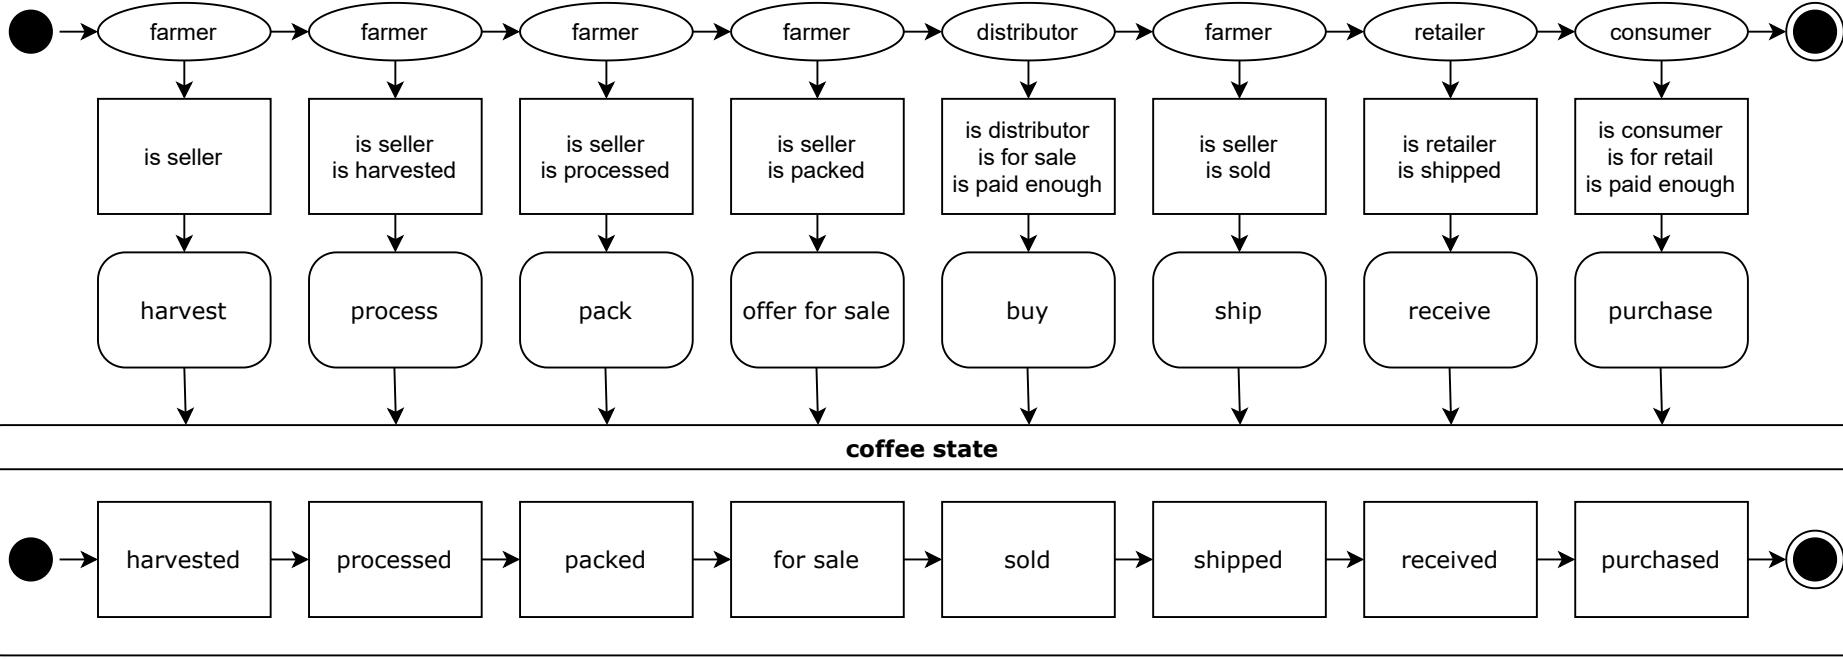 farmer
farmer
farmer
farmer
distributor
farmer
retailer
consumer
is seller
is seller
is harvested
is seller
is processed
is seller
is packed
is distributor
is for sale
is paid enough
is seller
is sold
is retailer
is shipped
is consumer
is for retail
is paid enough
harvest
process
pack
offer for sale
buy
ship
receive
purchase
coffee state
harvested
processed
packed
for sale
sold
shipped
received
purchased